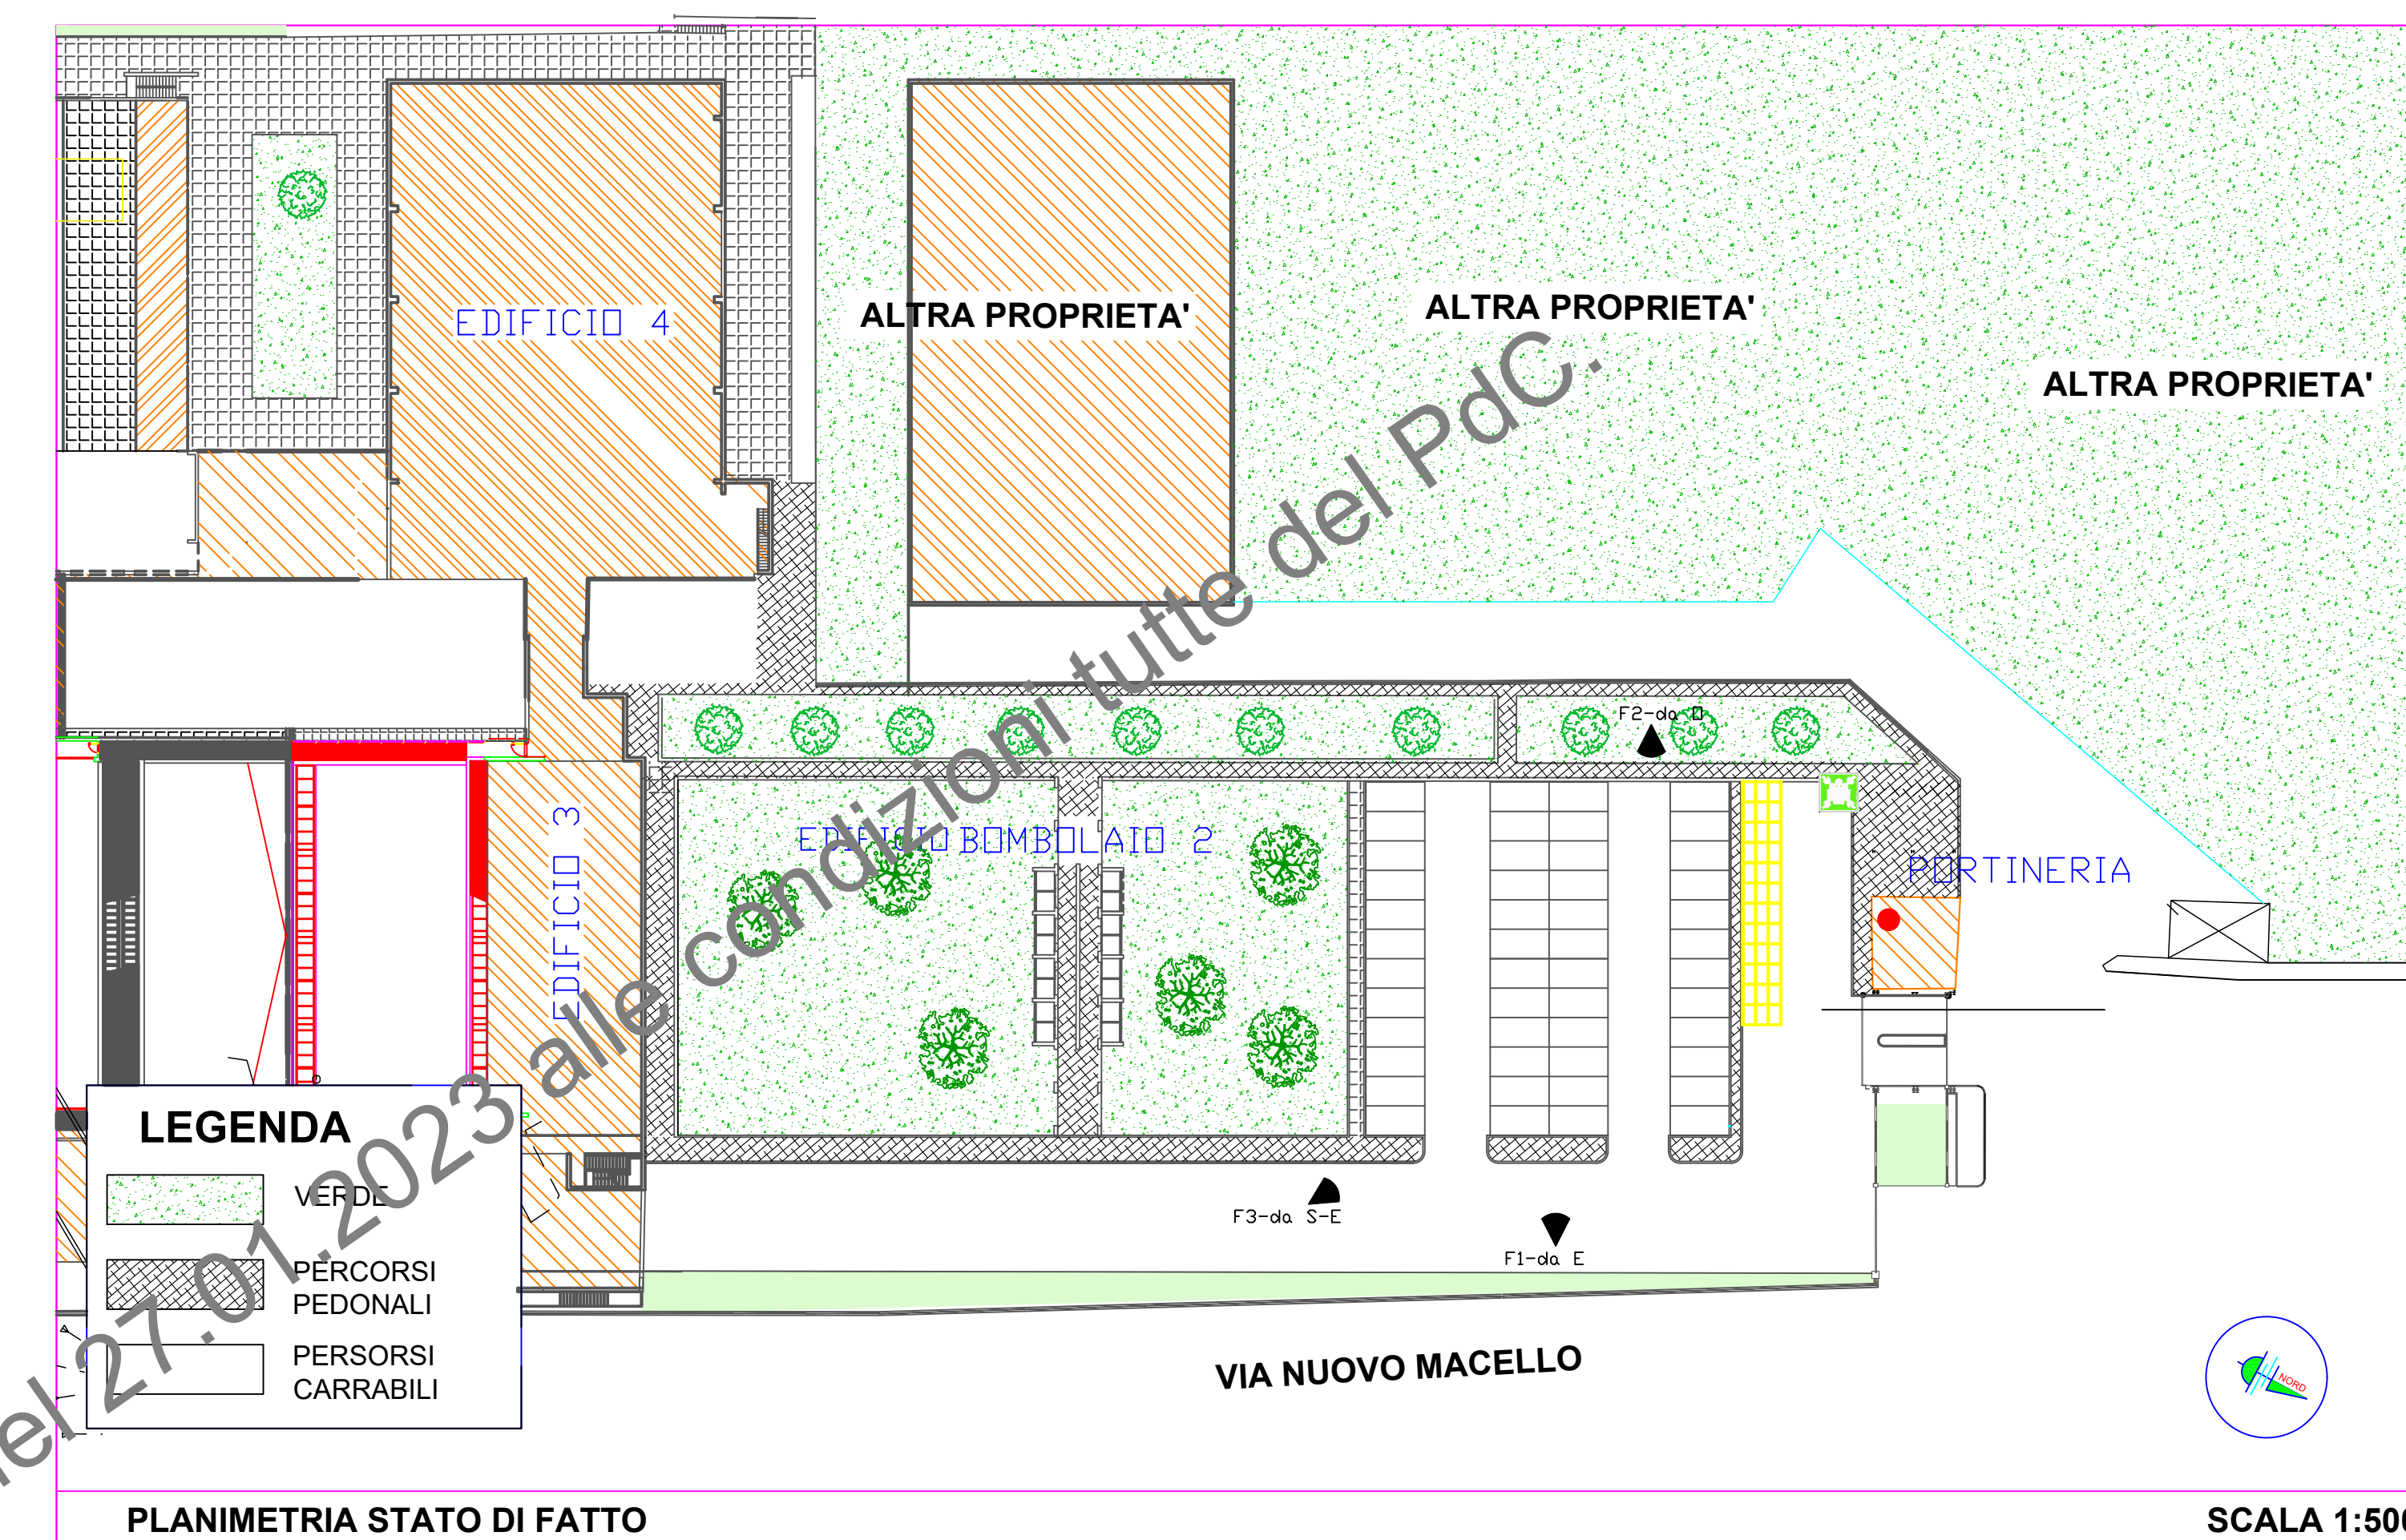 EDIFICIO 4
ALTRA PROPRIETA'
ALTRA PROPRIETA'
ALTRA PROPRIETA'
F2-da O
EDIFICIO BOMBOLAIO 2
EDIFICIO 3
PORTINERIA
F3-da S-E
F1-da E
LEGENDA
VERDE
PERCORSI
PEDONALI
PERSORSI
CARRABILI
VIA NUOVO MACELLO
NORD
27.01.2023 alle condizioni tutte del PdC.
PLANIMETRIA STATO DI FATTO
SCALA 1:500